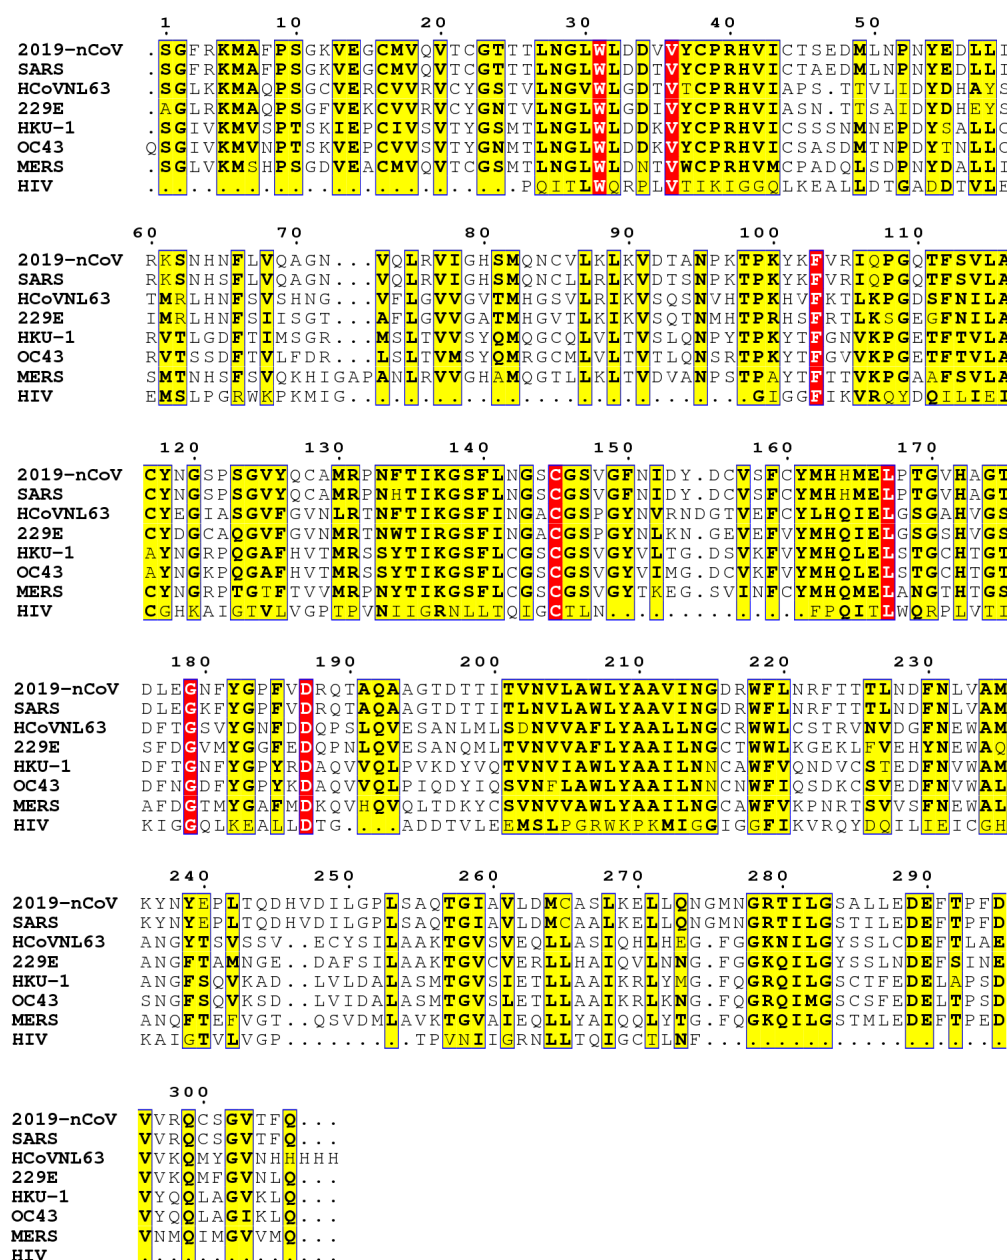 1 10 20 30 40 50
2019-nCoV .SGFRKMAFPSGKVEGCMVQVTCGTTTLNGLWLDDVVYCPRHVICTSEDMLNPNYEDLLI
SARS .SGFRKMAFPSGKVEGCMVQVTCGTTTLNGLWLDDTVYCPRHVICTAEDMLNPNYEDLLI
HCoVNL63 .SGLKKMAQPSGCVERCVVRVCYGSTVLNGVWLGDTVTCPRHVIAPS.TTVLIDYDHAYS
229E .AGLRKMAQPSGFVEKCVVRVCYGNTVLNGLWLGDIVYCPRHVIASN.TTSAIDYDHEYS
HKU-1 .SGIVKMVSPTSKIEPCIVSVTYGSMTLNGLWLDDKVYCPRHVICSSSNMNEPDYSALLC
OC43 QSGIVKMVNPTSKVEPCVVSVTYGNMTLNGLWLDDKVYCPRHVICSASDMTNPDYTNLLC
MERS .SGLVKMSHPSGDVEACMVQVTCGSMTLNGLWLDNTVWCPRHVMCPADQLSDPNYDALLI
HIV ..........................PQITLWQRPLVTIKIGGQLKEALLDTGADDTVLE
60 70 80 90 100 110
2019-nCoV RKSNHNFLVQAGN...VQLRVIGHSMQNCVLKLKVDTANPKTPKYKFVRIQPGQTFSVLA
SARS RKSNHSFLVQAGN...VQLRVIGHSMQNCLLRLKVDTSNPKTPKYKFVRIQPGQTFSVLA
HCoVNL63 TMRLHNFSVSHNG...VFLGVVGVTMHGSVLRIKVSQSNVHTPKHVFKTLKPGDSFNILA
229E IMRLHNFSIISGT...AFLGVVGATMHGVTLKIKVSQTNMHTPRHSFRTLKSGEGFNILA
HKU-1 RVTLGDFTIMSGR...MSLTVVSYQMQGCQLVLTVSLQNPYTPKYTFGNVKPGETFTVLA
OC43 RVTSSDFTVLFDR...LSLTVMSYQMRGCMLVLTVTLQNSRTPKYTFGVVKPGETFTVLA
MERS SMTNHSFSVQKHIGAPANLRVVGHAMQGTLLKLTVDVANPSTPAYTFTTVKPGAAFSVLA
HIV EMSLPGRWKPKMIG............................GIGGFIKVRQYDQILIEI
120 130 140 150 160 170
2019-nCoV CYNGSPSGVYQCAMRPNFTIKGSFLNGSCGSVGFNIDY.DCVSFCYMHHMELPTGVHAGT
SARS CYNGSPSGVYQCAMRPNHTIKGSFLNGSCGSVGFNIDY.DCVSFCYMHHMELPTGVHAGT
HCoVNL63 CYEGIASGVFGVNLRTNFTIKGSFINGACGSPGYNVRNDGTVEFCYLHQIELGSGAHVGS
229E CYDGCAQGVFGVNMRTNWTIRGSFINGACGSPGYNLKN.GEVEFVYMHQIELGSGSHVGS
HKU-1 AYNGRPQGAFHVTMRSSYTIKGSFLCGSCGSVGYVLTG.DSVKFVYMHQLELSTGCHTGT
OC43 AYNGKPQGAFHVTMRSSYTIKGSFLCGSCGSVGYVIMG.DCVKFVYMHQLELSTGCHTGT
MERS CYNGRPTGTFTVVMRPNYTIKGSFLCGSCGSVGYTKEG.SVINFCYMHQMELANGTHTGS
HIV CGHKAIGTVLVGPTPVNIIGRNLLTQIGCTLN..............FPQITLWQRPLVTI
180 190 200 210 220 230
2019-nCoV DLEGNFYGPFVDRQTAQAAGTDTTITVNVLAWLYAAVINGDRWFLNRFTTTLNDFNLVAM
SARS DLEGKFYGPFVDRQTAQAAGTDTTITLNVLAWLYAAVINGDRWFLNRFTTTLNDFNLVAM
HCoVNL63 DFTGSVYGNFDDQPSLQVESANLMLSDNVVAFLYAALLNGCRWWLCSTRVNVDGFNEWAM
229E SFDGVMYGGFEDQPNLQVESANQMLTVNVVAFLYAAILNGCTWWLKGEKLFVEHYNEWAQ
HKU-1 DFTGNFYGPYRDAQVVQLPVKDYVQTVNVIAWLYAAILNNCAWFVQNDVCSTEDFNVWAM
OC43 DFNGDFYGPYKDAQVVQLPIQDYIQSVNFLAWLYAAILNNCNWFIQSDKCSVEDFNVWAL
MERS AFDGTMYGAFMDKQVHQVQLTDKYCSVNVVAWLYAAILNGCAWFVKPNRTSVVSFNEWAL
HIV KIGGQLKEALLDTG....ADDTVLEEMSLPGRWKPKMIGGIGGFIKVRQYDQILIEICGH
240 250 260 270 280 290
2019-nCoV KYNYEPLTQDHVDILGPLSAQTGIAVLDMCASLKELLQNGMNGRTILGSALLEDEFTPFD
SARS KYNYEPLTQDHVDILGPLSAQTGIAVLDMCAALKELLQNGMNGRTILGSTILEDEFTPFD
HCoVNL63 ANGYTSVSSV..ECYSILAAKTGVSVEQLLASIQHLHEG.FGGKNILGYSSLCDEFTLAE
229E ANGFTAMNGE..DAFSILAAKTGVCVERLLHAIQVLNNG.FGGKQILGYSSLNDEFSINE
HKU-1 ANGFSQVKAD..LVLDALASMTGVSIETLLAAIKRLYMG.FQGRQILGSCTFEDELAPSD
OC43 SNGFSQVKSD..LVIDALASMTGVSLETLLAAIKRLKNG.FQGRQIMGSCSFEDELTPSD
MERS ANQFTEFVGT..QSVDMLAVKTGVAIEQLLYAIQQLYTG.FQGKQILGSTMLEDEFTPED
HIV KAIGTVLVGP........TPVNIIGRNLLTQIGCTLNF......................
300
2019-nCoV VVRQCSGVTFQ...
SARS VVRQCSGVTFQ...
HCoVNL63 VVKQMYGVNHHHHH
229E VVKQMFGVNLQ...
HKU-1 VYQQLAGVKLQ...
OC43 VYQQLAGIKLQ...
MERS VNMQIMGVVMQ...
HIV ..............